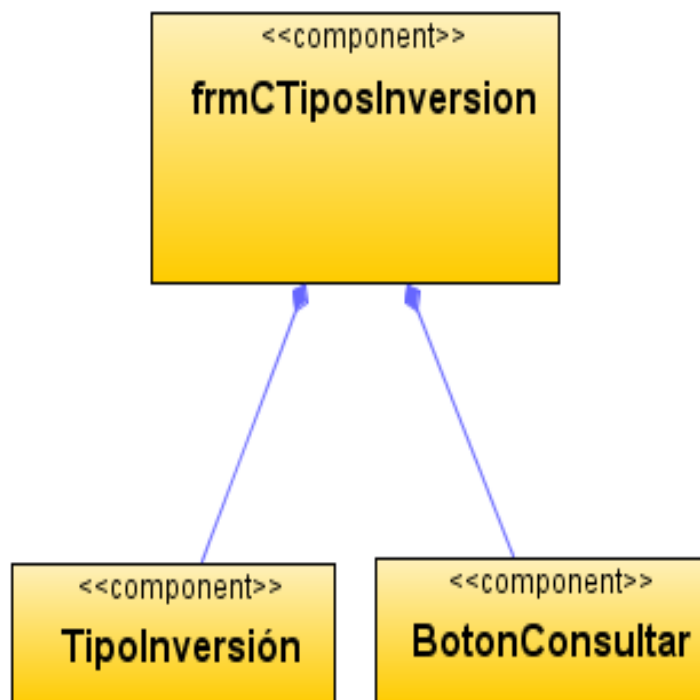 <<component>>
frmCTiposInversion
<<component>>
TipoInversión
<<component>>
BotonConsultar